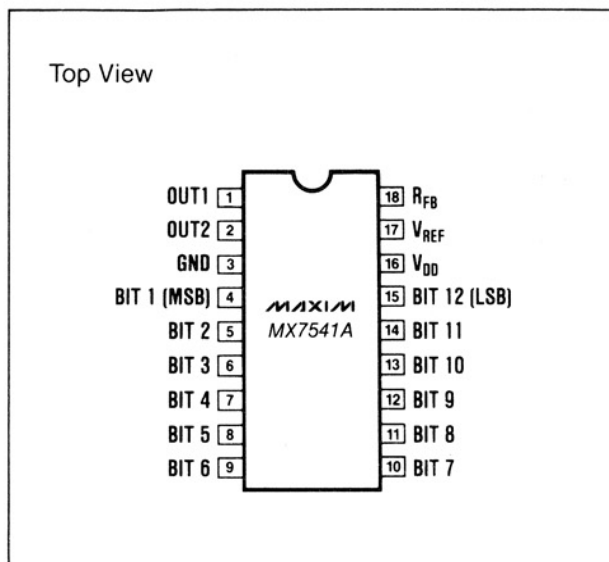 Top View
OUT1 1
OUT2 2
GND 3
BIT 1 (MSB) 4
BIT 2 5
BIT 3 6
BIT 4 7
BIT 5 8
BIT 6 9
MAXIM
MX7541A
18 RFB
17 VREF
16 VDD
15 BIT 12 (LSB)
14 BIT 11
13 BIT 10
12 BIT 9
11 BIT 8
10 BIT 7